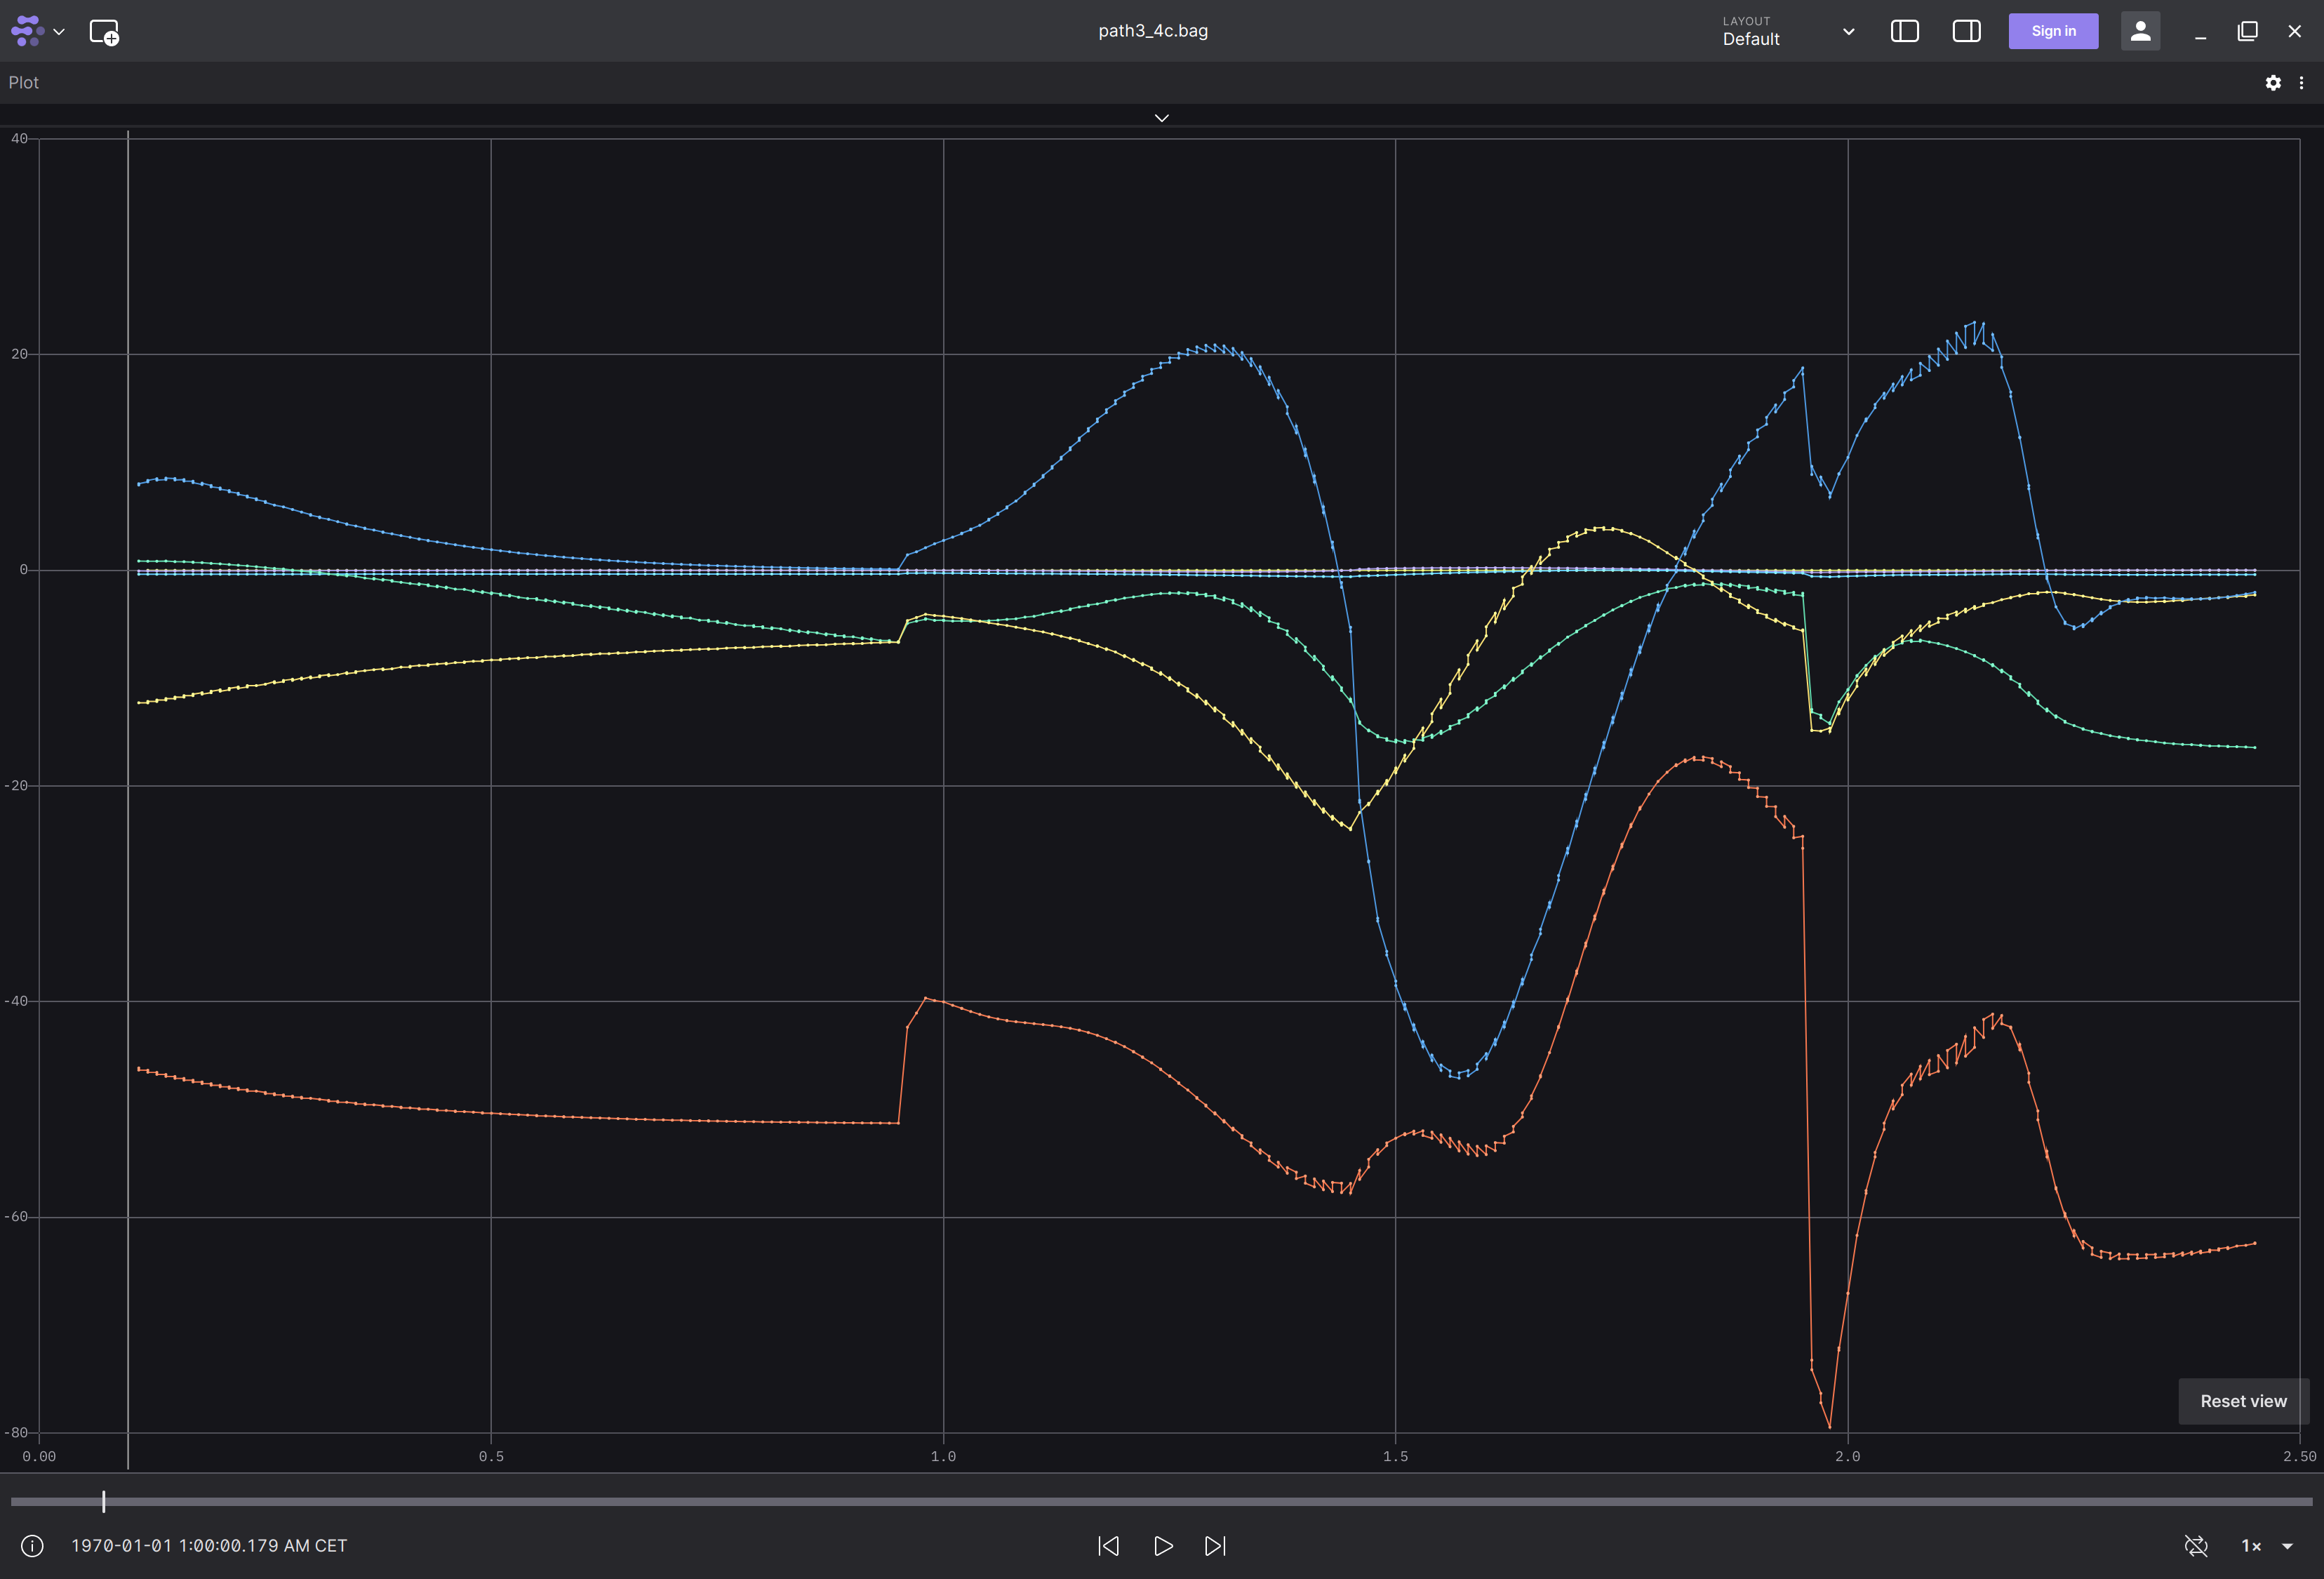 path3_4c.bag
LAYOUT
Default
Sign in
Plot
40
20
0
-20
-40
-60
-80
0.00 0.5 1.0 1.5 2.0 2.50
Reset view
1970-01-01 1:00:00.179 AM CET
1×